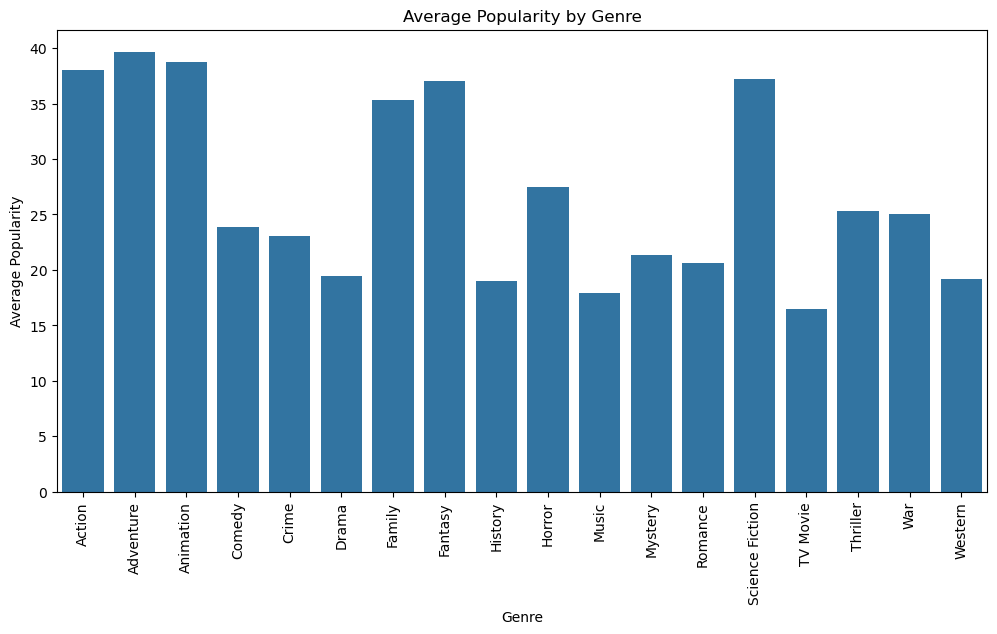 Average Popularity by Genre
Average Popularity
40
35
30
25
20
15
10
5
0
Action
Adventure
Animation
Comedy
Crime
Drama
Family
Fantasy
History
Horror
Music
Mystery
Romance
Science Fiction
TV Movie
Thriller
War
Western
Genre